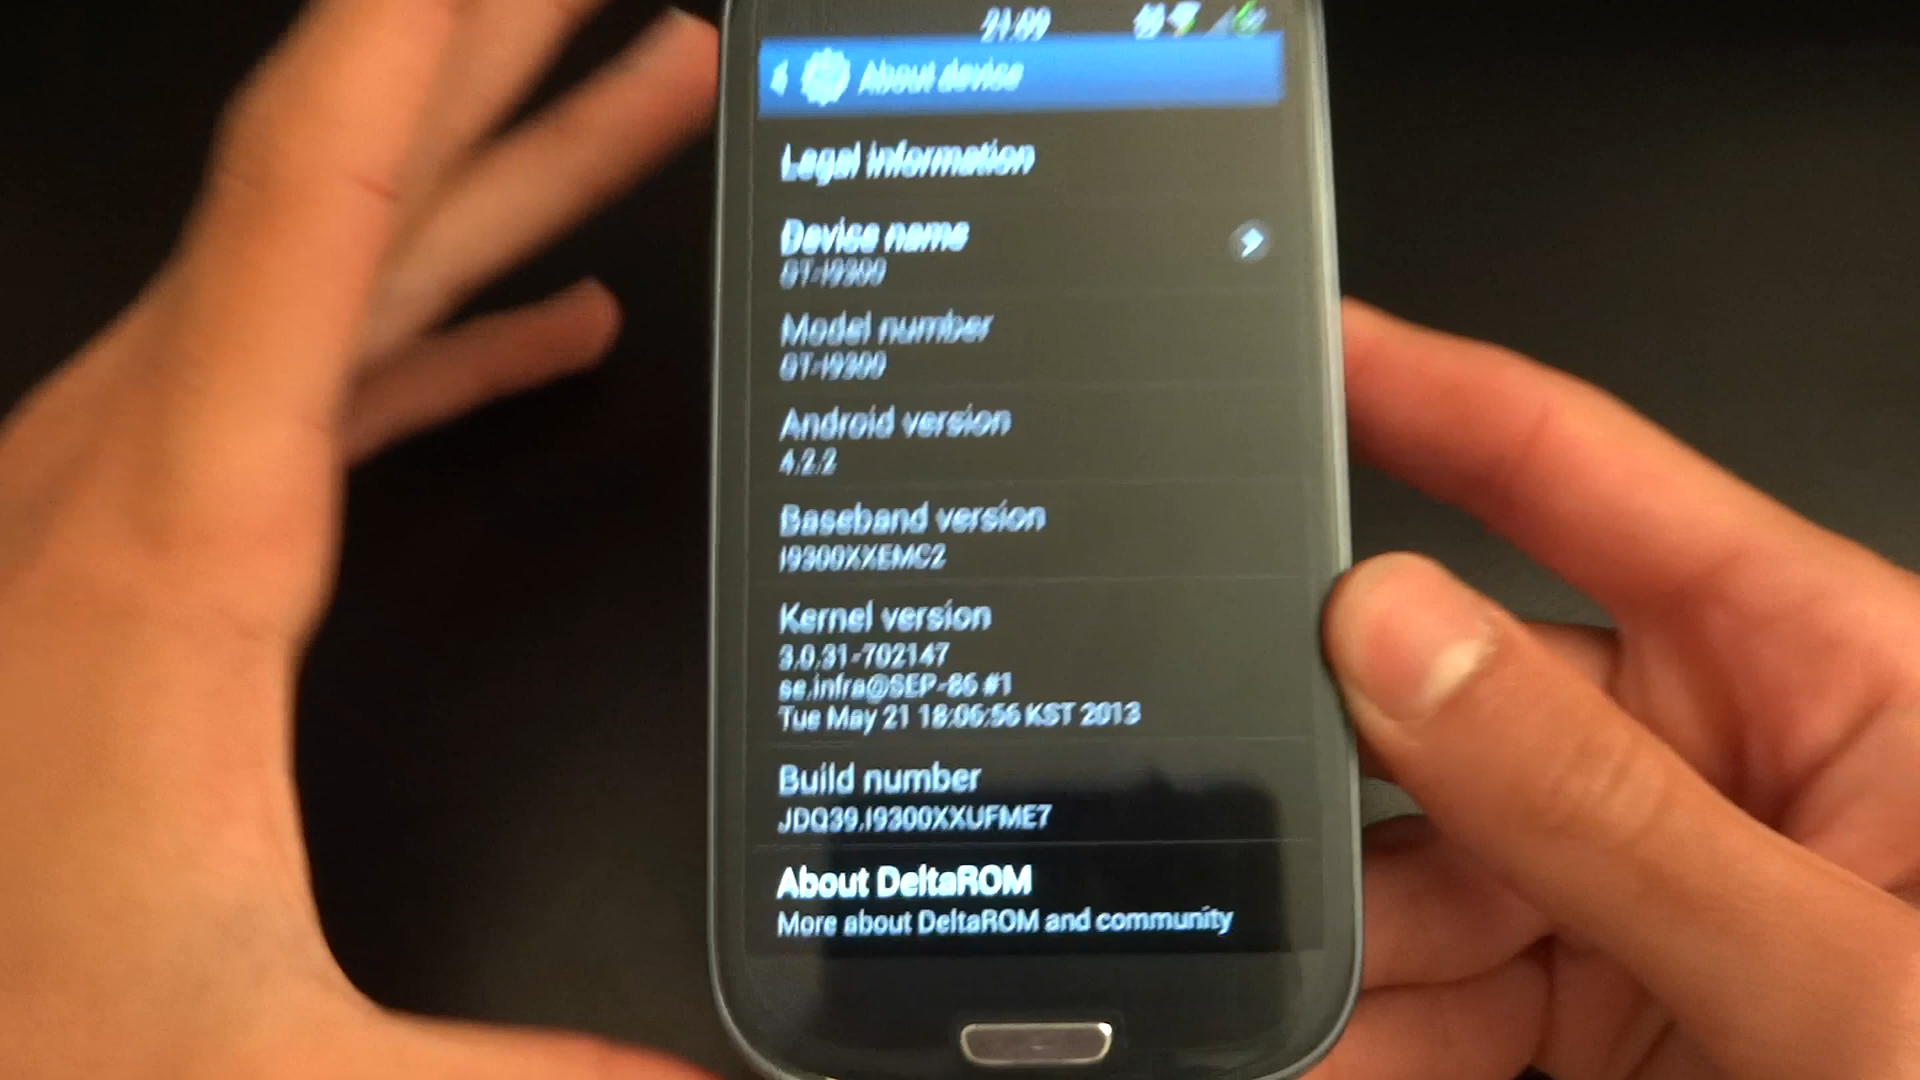 21:09
About device
Legal information
Device name
GT-I9300
Model number
GT-I9300
Android version
4.2.2
Baseband version
I9300XXEMC2
Kernel version
3.0.31-702147
se.infra@SEP-86 #1
Tue May 21 18:06:56 KST 2013
Build number
JDQ39.I9300XXUFME7
About DeltaROM
More about DeltaROM and community